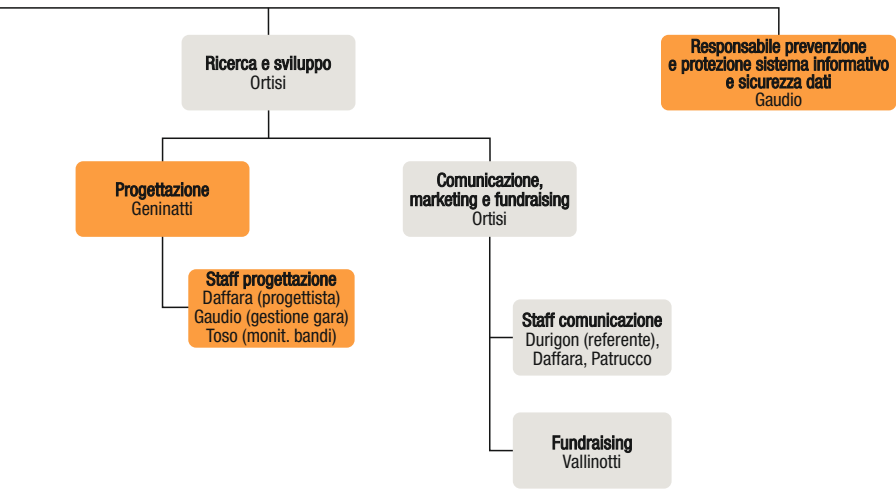 Ricerca e sviluppo
Ortisi
Responsabile prevenzione
e protezione sistema informativo
e sicurezza dati
Gaudio
Progettazione
Geninatti
Comunicazione,
marketing e fundraising
Ortisi
Staff progettazione
Daffara (progettista)
Gaudio (gestione gara)
Toso (monit. bandi)
Staff comunicazione
Durigon (referente),
Daffara, Patrucco
Fundraising
Vallinotti